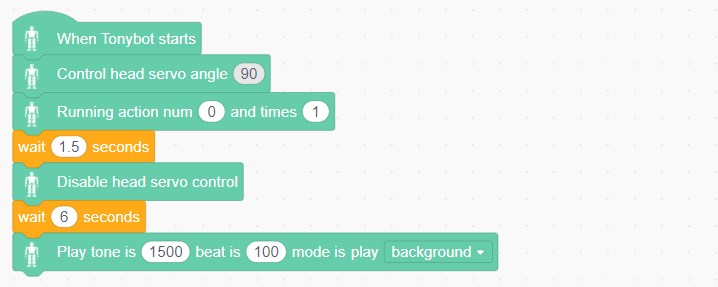 When Tonybot starts
Control head servo angle 90
Running action num 0 and times 1
wait 1.5 seconds
Disable head servo control
wait 6 seconds
Play tone is 1500 beat is 100 mode is play background